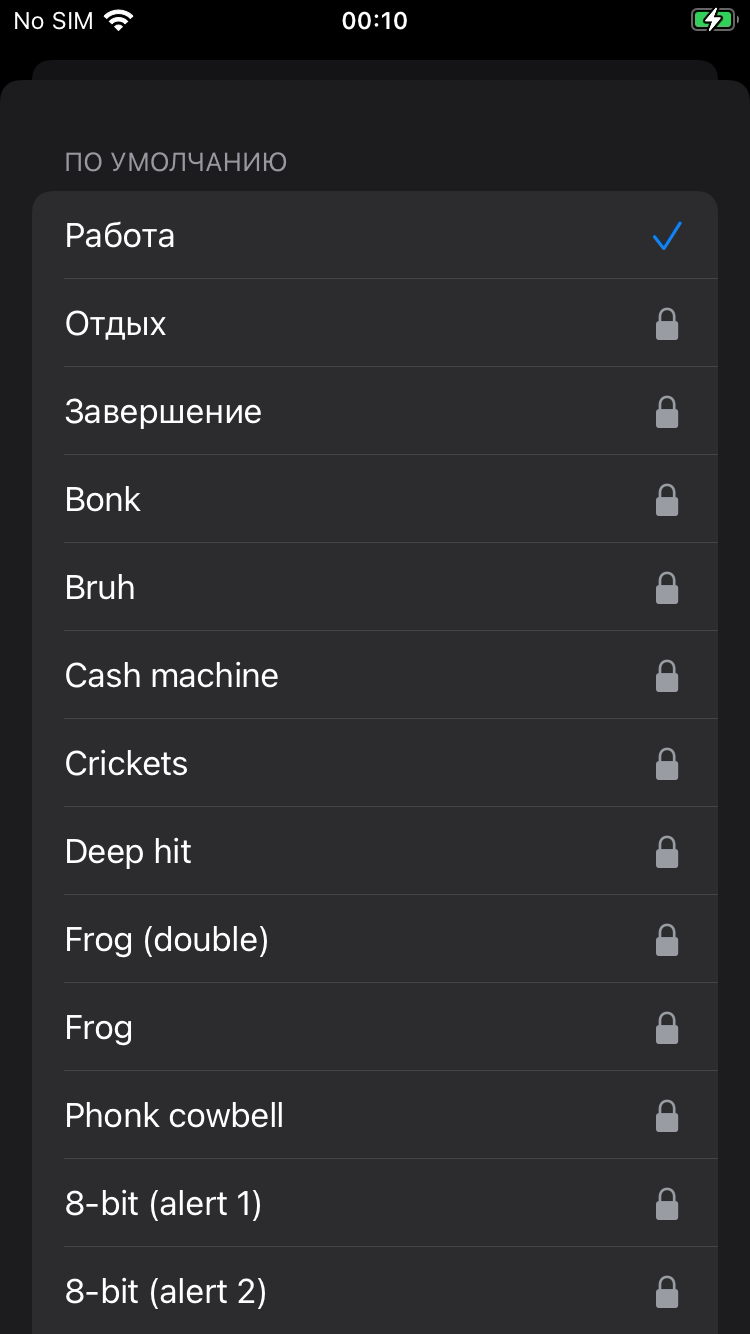 No SIM 00:10
ПО УМОЛЧАНИЮ
Работа
Отдых
Завершение
Bonk
Bruh
Cash machine
Crickets
Deep hit
Frog (double)
Frog
Phonk cowbell
8-bit (alert 1)
8-bit (alert 2)